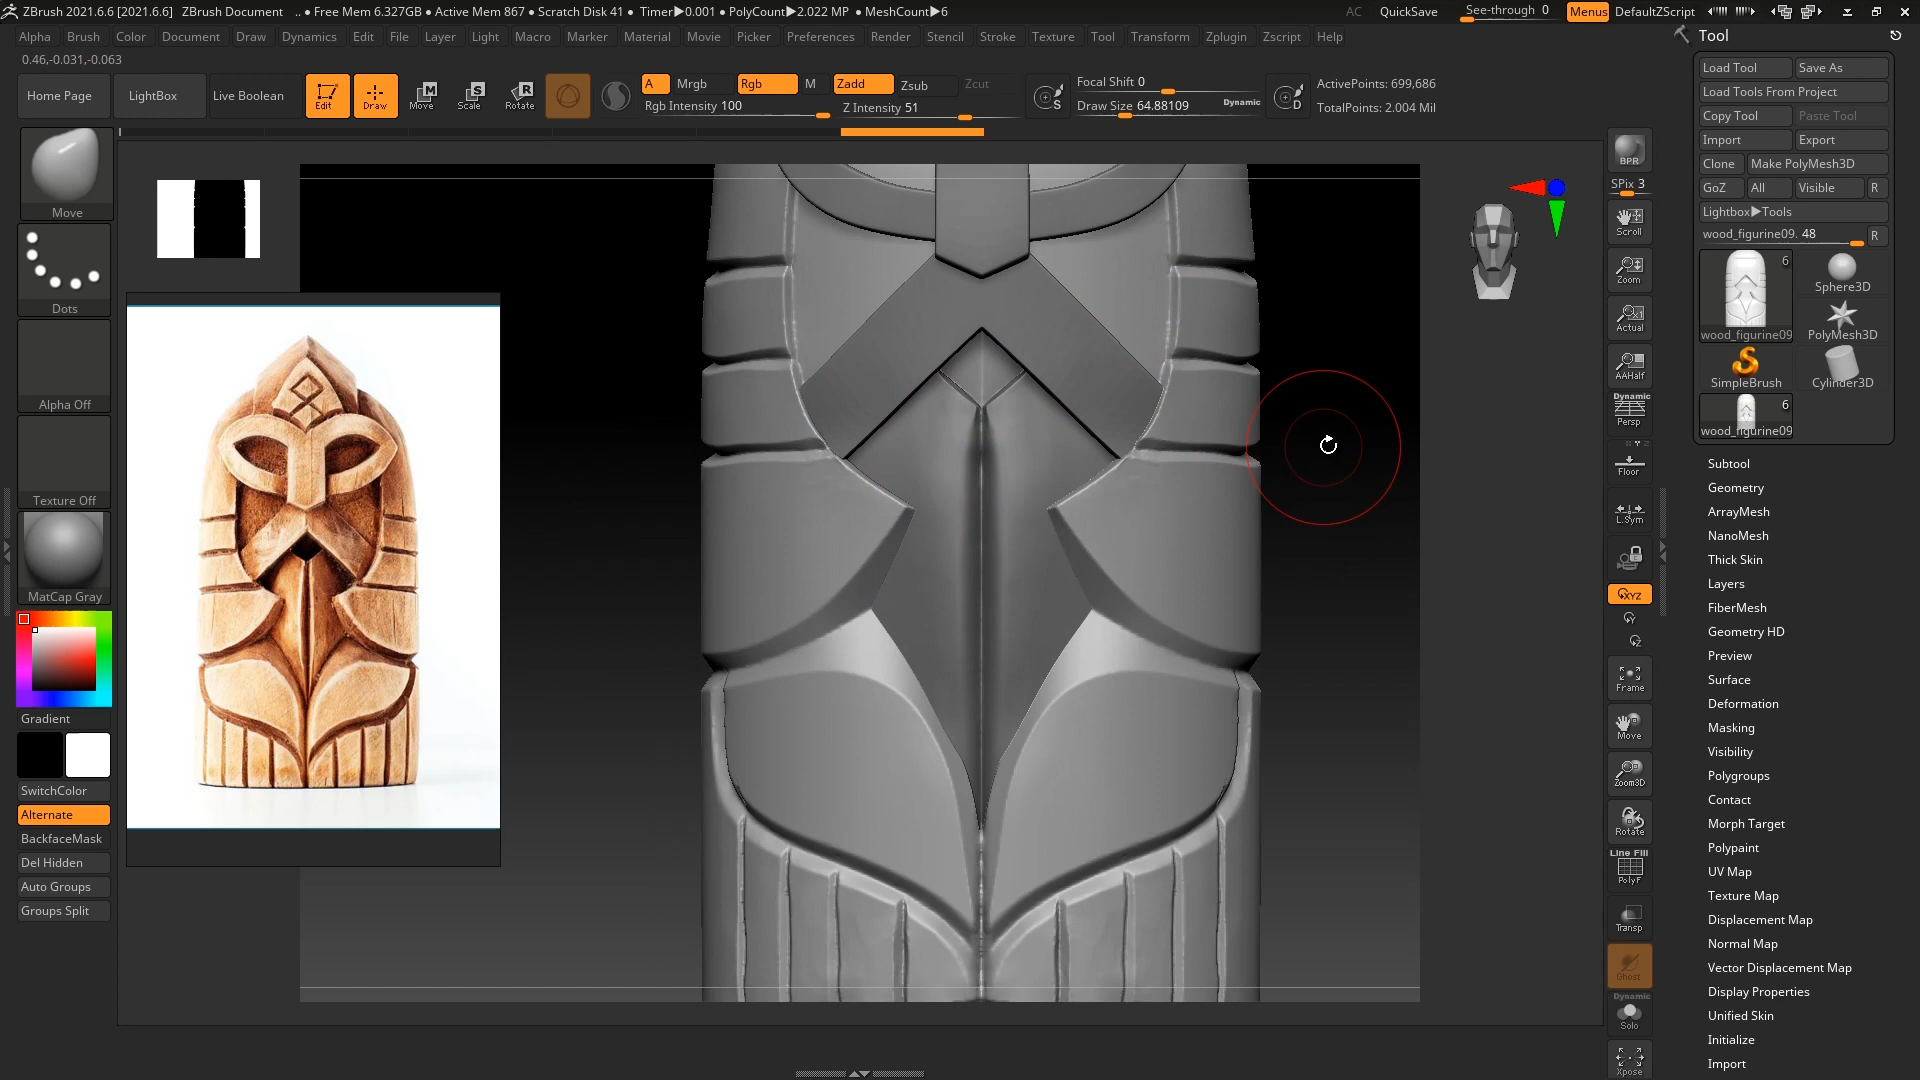 ZBrush 2021.6.6 [2021.6.6] ZBrush Document .. ● Free Mem 6.327GB ● Active Mem 867 ● Scratch Disk 41 ● Timer▶0.001 ● PolyCount▶2.022 MP ● MeshCount▶6 AC QuickSave See-through 0 Menus DefaultZScript
Alpha Brush Color Document Draw Dynamics Edit File Layer Light Macro Marker Material Movie Picker Preferences Render Stencil Stroke Texture Tool Transform Zplugin Zscript Help
0.46,-0.031,-0.063
Home Page LightBox Live Boolean Edit Draw Move Scale Rotate
A Mrgb Rgb M Zadd Zsub Zcut
Rgb Intensity 100 Z Intensity 51
Focal Shift 0
Draw Size 64.88109 Dynamic
S
D
ActivePoints: 699,686
TotalPoints: 2.004 Mil
Move
Dots
Alpha Off
Texture Off
MatCap Gray
Gradient
SwitchColor
Alternate
BackfaceMask
Del Hidden
Auto Groups
Groups Split
BPR
SPix 3
Scroll
Zoom
Actual
AAHalf
Dynamic
Persp
Floor
L.Sym
XYZ
Y
Z
Frame
Move
Zoom3D
Rotate
Line Fill
PolyF
Transp
Ghost
Dynamic
Solo
Xpose
Tool
Load Tool Save As
Load Tools From Project
Copy Tool Paste Tool
Import Export
Clone Make PolyMesh3D
GoZ All Visible R
Lightbox▶Tools
wood_figurine09. 48 R
6
wood_figurine09
Sphere3D
PolyMesh3D
SimpleBrush
Cylinder3D
6
wood_figurine09
Subtool
Geometry
ArrayMesh
NanoMesh
Thick Skin
Layers
FiberMesh
Geometry HD
Preview
Surface
Deformation
Masking
Visibility
Polygroups
Contact
Morph Target
Polypaint
UV Map
Texture Map
Displacement Map
Normal Map
Vector Displacement Map
Display Properties
Unified Skin
Initialize
Import